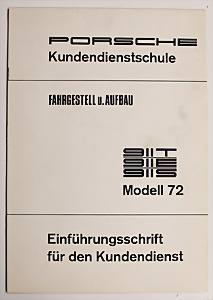 PORSCHE
Kundendienstschule
FAHRGESTELL u. AUFBAU
911T
911E
911S
Modell 72
Einführungsschrift
für den Kundendienst